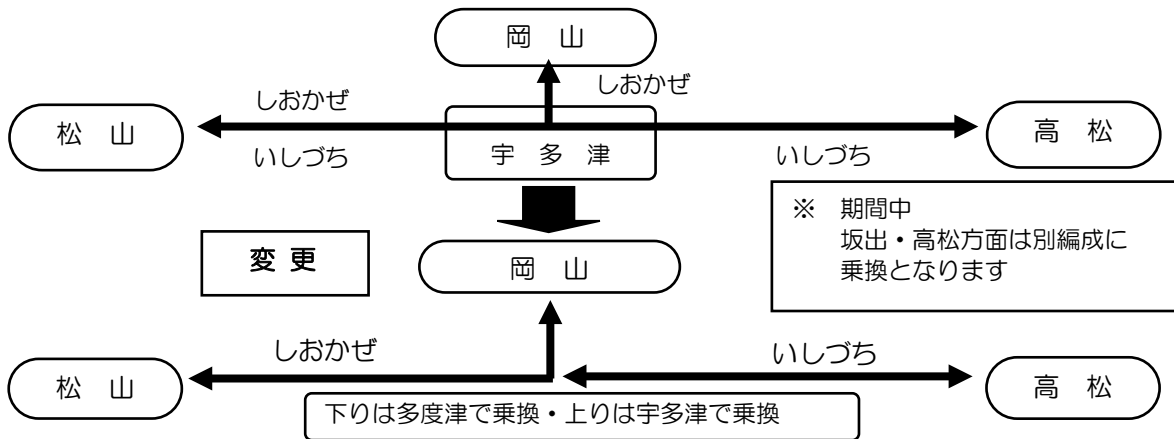 岡 山
しおかぜ
しおかぜ
松 山
高 松
宇 多 津
いしづち
いしづち
※ 期間中
坂出・高松方面は別編成に
乗換となります
変 更
岡 山
しおかぜ
いしづち
松 山
高 松
下りは多度津で乗換・上りは宇多津で乗換